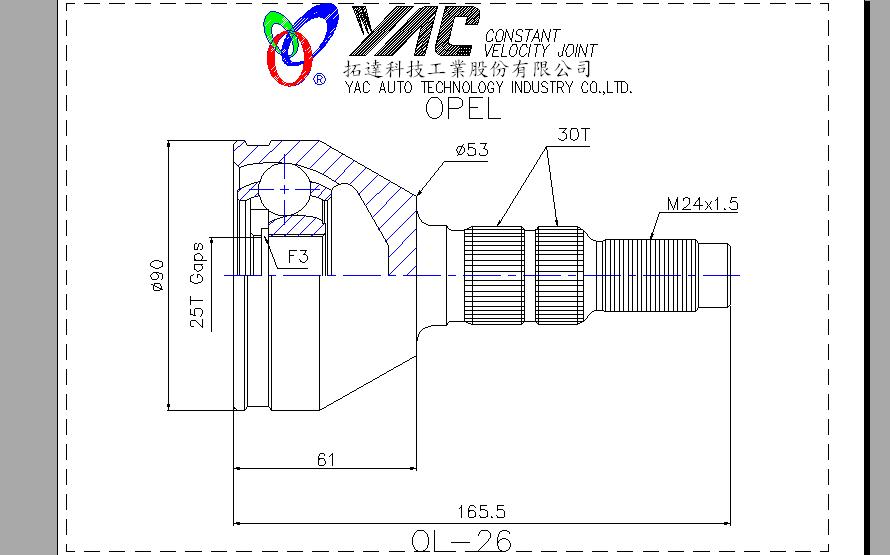 YAC CONSTANT
VELOCITY JOINT
®
拓達科技工業股份有限公司
YAC AUTO TECHNOLOGY INDUSTRY CO.,LTD.
OPEL
30T
ø53
M24x1.5
F3
25T Gaps
ø90
61
165.5
OL-26